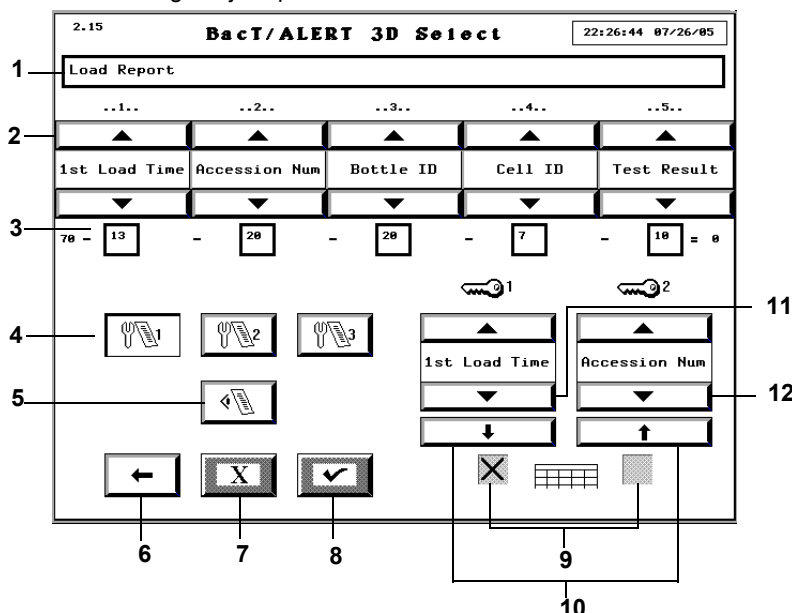 2.15 BacT/ALERT 3D Select 22:26:44 07/26/05
1 Load Report
..1.. ..2.. ..3.. ..4.. ..5..
2
1st Load Time Accession Num Bottle ID Cell ID Test Result
3 70 - 13 - 20 - 20 - 7 - 10 = 0
1 2
11
4 1 2 3
1st Load Time Accession Num
5 12
X
6 7 8
9
10